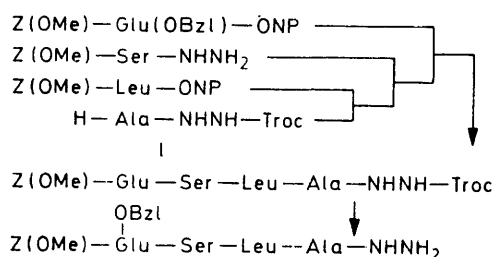 Z(OMe)—Glu(OBzl)—ONP
Z(OMe)—Ser—NHNH₂
Z(OMe)—Leu—ONP
H—Ala—NHNH—Troc
I
Z(OMe)—Glu—Ser—Leu—Ala—NHNH—Troc
OBzl
Z(OMe)—Glu—Ser—Leu—Ala—NHNH₂